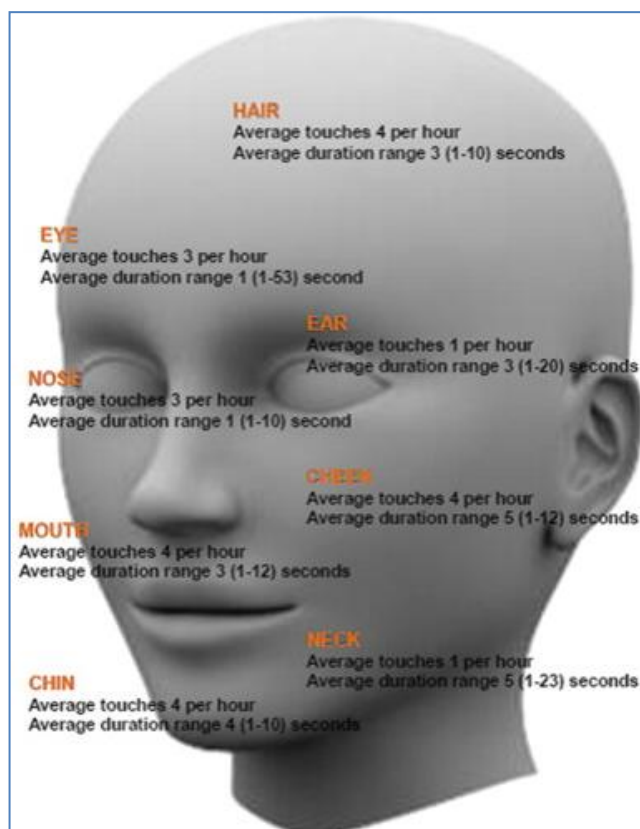 HAIR
Average touches 4 per hour
Average duration range 3 (1-10) seconds
EYE
Average touches 3 per hour
Average duration range 1 (1-53) second
EAR
Average touches 1 per hour
Average duration range 3 (1-20) seconds
NOSE
Average touches 3 per hour
Average duration range 1 (1-10) second
CHEEK
Average touches 4 per hour
Average duration range 5 (1-12) seconds
MOUTH
Average touches 4 per hour
Average duration range 3 (1-12) seconds
NECK
Average touches 1 per hour
Average duration range 5 (1-23) seconds
CHIN
Average touches 4 per hour
Average duration range 4 (1-10) seconds